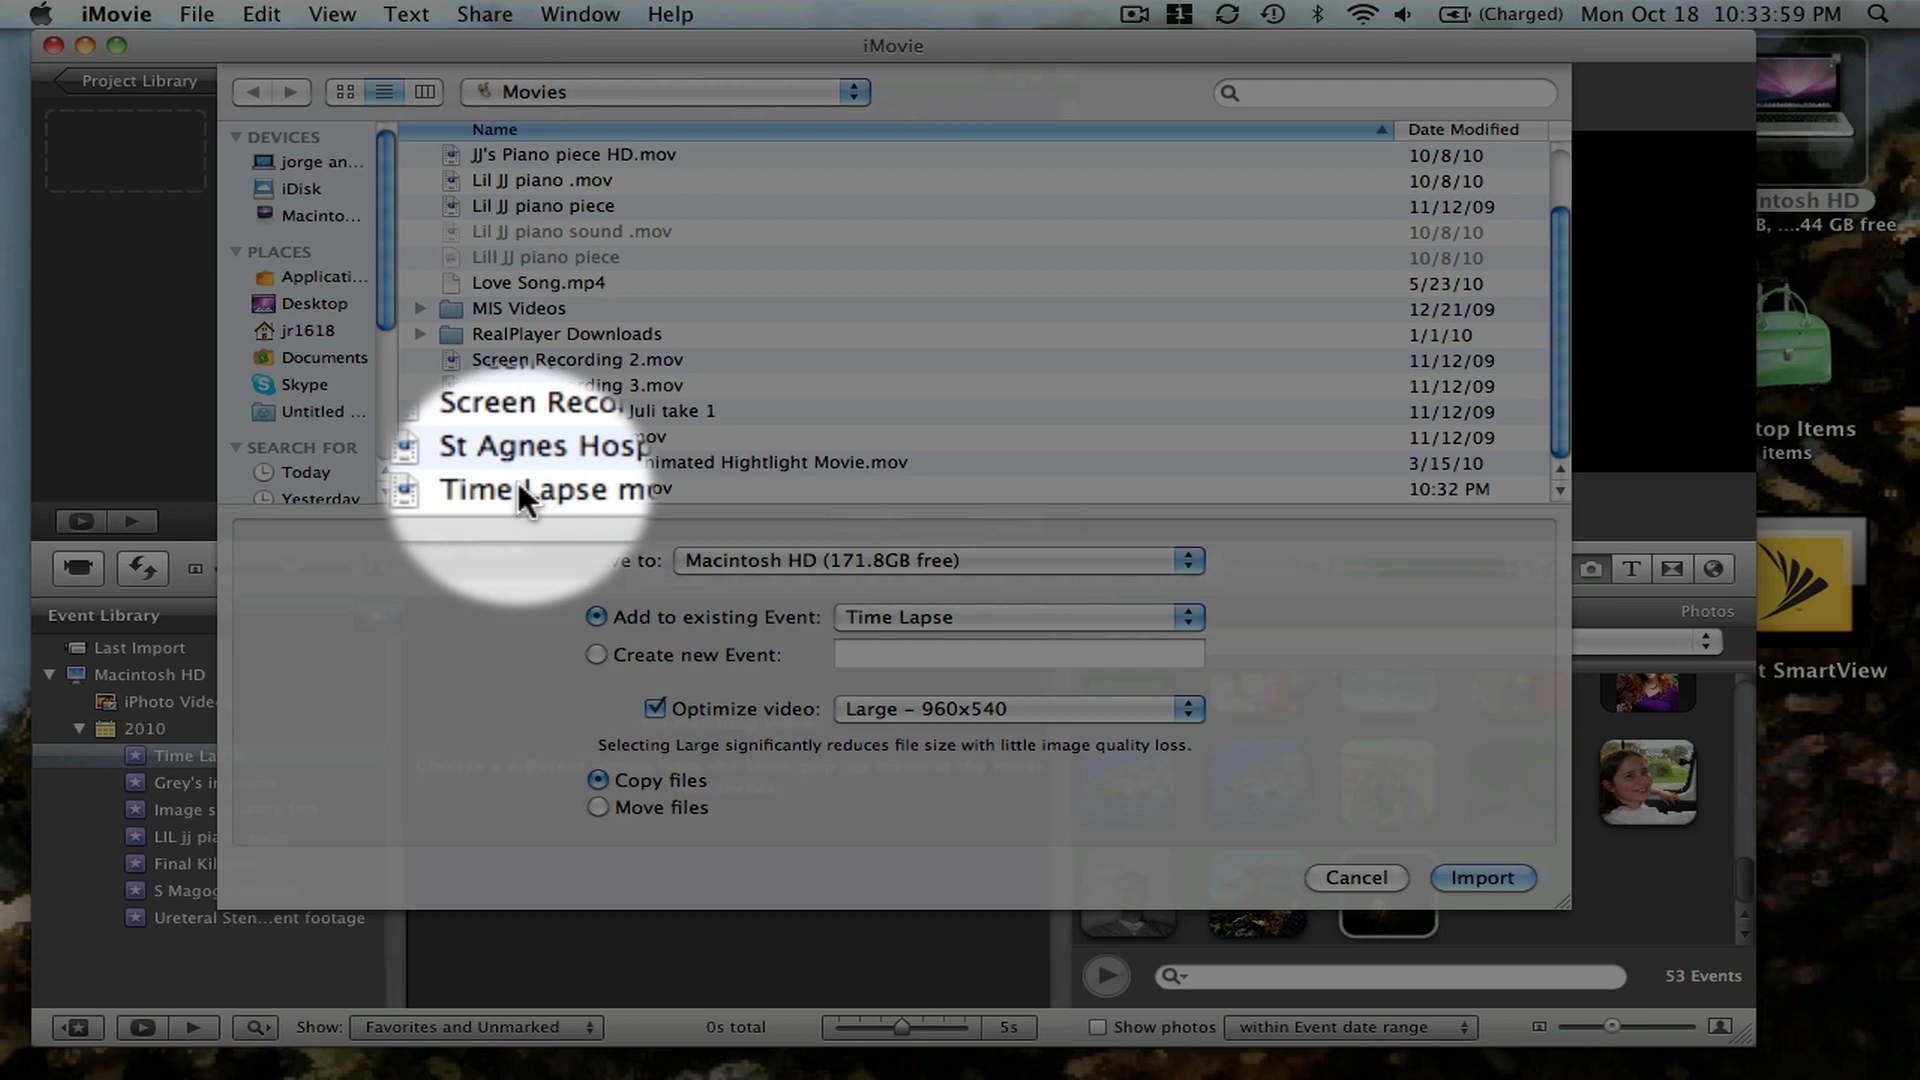 iMovie File Edit View Text Share Window Help (Charged) Mon Oct 18 10:33:59 PM
iMovie
Project Library
Movies
Name Date Modified
DEVICES
jorge an...
iDisk
Macinto...
PLACES
Applicati...
Desktop
jr1618
Documents
Skype
Untitled ...
SEARCH FOR
Today
Yesterday
JJ's Piano piece HD.mov 10/8/10
Lil JJ piano .mov 10/8/10
Lil JJ piano piece 11/12/09
Lil JJ piano sound .mov 10/8/10
Lill JJ piano piece 10/8/10
Love Song.mp4 5/23/10
MIS Videos 12/21/09
RealPlayer Downloads 1/1/10
Screen Recording 2.mov 11/12/09
ding 3.mov 11/12/09
Screen Reco Juli take 1 11/12/09
mov 11/12/09
St Agnes Hosp nimated Hightlight Movie.mov 3/15/10
Time Lapse mov 10:32 PM
ntosh HD
B, ....44 GB free
top Items
items
t SmartView
ve to: Macintosh HD (171.8GB free)
Add to existing Event: Time Lapse
Create new Event:
Optimize video: Large – 960x540
Selecting Large significantly reduces file size with little image quality loss.
Copy files
Move files
Cancel Import
Event Library
Last Import
Macintosh HD
iPhoto Vide
2010
Time La
Grey's in
Image s
LIL jj pia
Final Kil
S Magog
Ureteral Sten...ent footage
T
Photos
53 Events
Show: Favorites and Unmarked 0s total 5s Show photos within Event date range